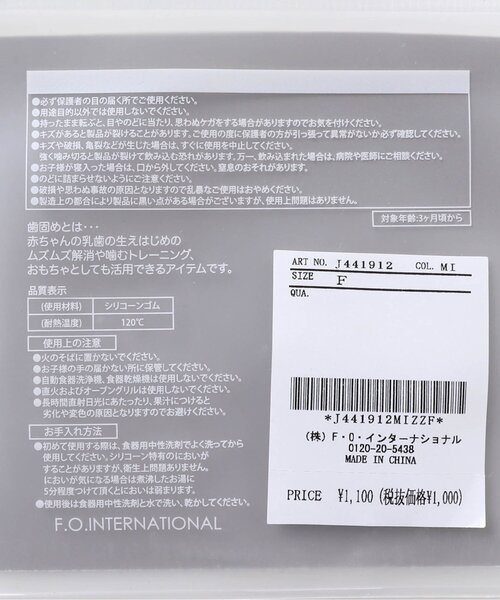 ●必ず保護者の目の届く所でご使用ください。
●用途目的以外では使用しないでください。
●持ったまま転ぶと、目やのどに当たり、思わぬケガをする場合がありますのでお気を付けください。
●キズがあると製品が裂けることがあります。ご使用の度に保護者の方が引っ張って異常がないか必ず確認してください。
●キズや破損、亀裂などが生じた場合は、すぐに使用を中止してください。
強く噛み切ると製品が裂けて飲み込む恐れがあります。万一、飲み込まれた場合は、病院や医師にご相談ください。
●お子様が寝入った場合は、口から外してください。窒息のおそれがあります。
●のどに詰まらせないようにご注意ください。
●破損や思わぬ事故の原因となりますので乱暴なご使用はおやめください。
●製造上の都合により製品に黒い点がある場合がございますが、使用上問題ありません。
対象年齢:3ヶ月頃から
歯固めとは・・・
赤ちゃんの乳歯の生えはじめの
ムズムズ解消や噛むトレーニング、
おもちゃとしても活用できるアイテムです。
品質表示
(使用材料) シリコーンゴム
(耐熱温度) 120℃
使用上の注意
●火のそばに置かないでください。
●お子様の手の届かない所に保管してください。
●自動食器洗浄機、食器乾燥機は使用しないでください。
●直火およびオーブングリルは使用しないでください。
●長時間直射日光にあたったり、果汁につけると
劣化や変色の原因となりますのでお避けください。
お手入れ方法
●初めて使用する際は、食器用中性洗剤でよく洗ってから
使用してください。シリコーン特有のにおいが
することがありますが、衛生上問題ありません。
においが気になる場合は煮沸したお湯に
5分程度つけて頂くとにおいは弱まります。
●使用後は食器用中性洗剤と水で洗い、乾かしてください。
F.O.INTERNATIONAL
ART NO. J441912 COL. MI
SIZE F
QUA.
*J441912MIZZF*
(株)F・O・インターナショナル
0120-20-5438
MADE IN CHINA
PRICE ¥1,100 (税抜価格¥1,000)